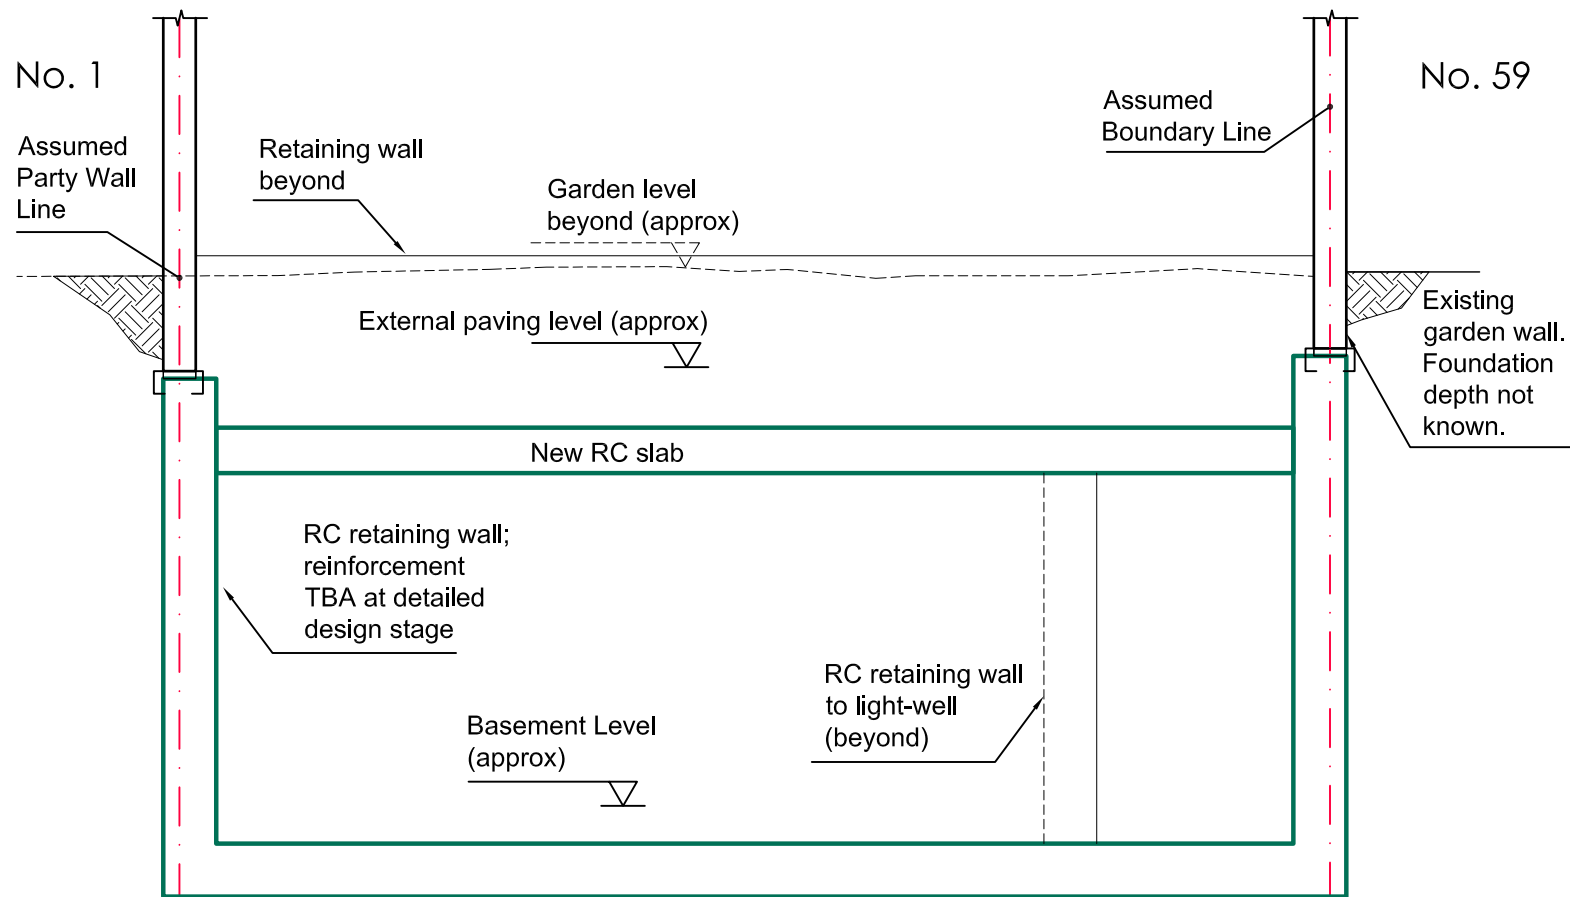 No. 1
No. 59
Assumed
Party Wall
Line
Retaining wall
beyond
Garden level
beyond (approx)
Assumed
Boundary Line
External paving level (approx)
Existing
garden wall.
Foundation
depth not
known.
New RC slab
RC retaining wall;
reinforcement
TBA at detailed
design stage
RC retaining wall
to light-well
(beyond)
Basement Level
(approx)